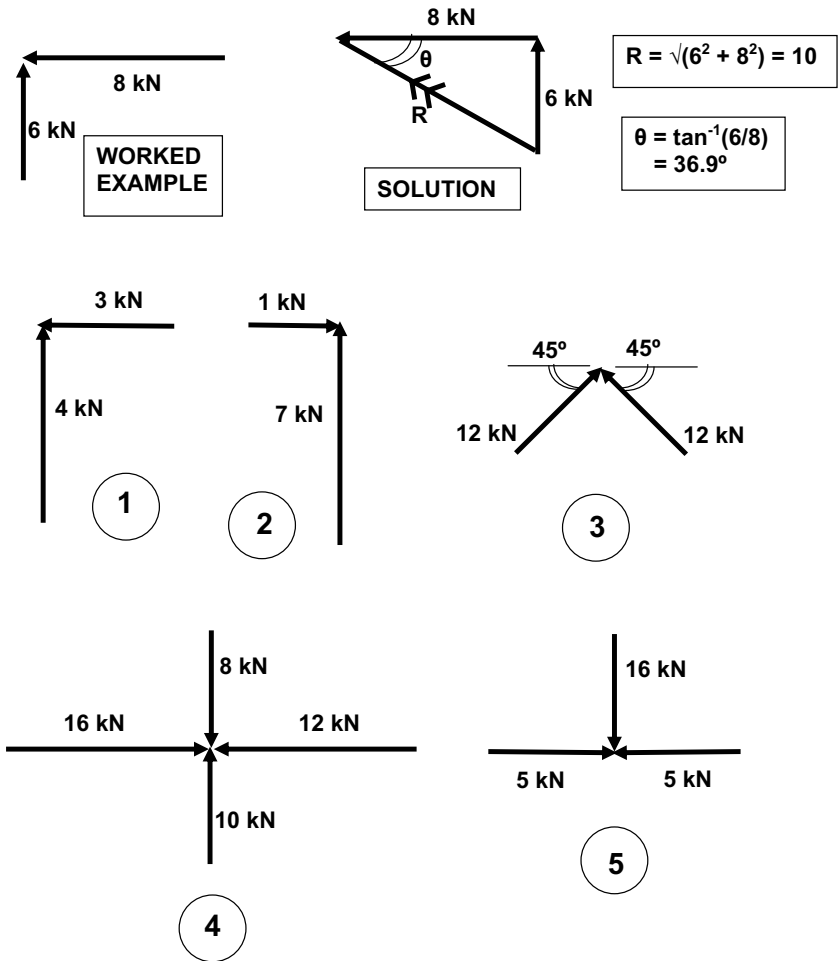 8 kN
6 kN
WORKED
EXAMPLE
8 kN
θ
R
6 kN
SOLUTION
R = √(6² + 8²) = 10
θ = tan⁻¹(6/8)
= 36.9º
3 kN
4 kN
1
1 kN
7 kN
2
45º
45º
12 kN
12 kN
3
8 kN
16 kN
12 kN
10 kN
4
16 kN
5 kN
5 kN
5